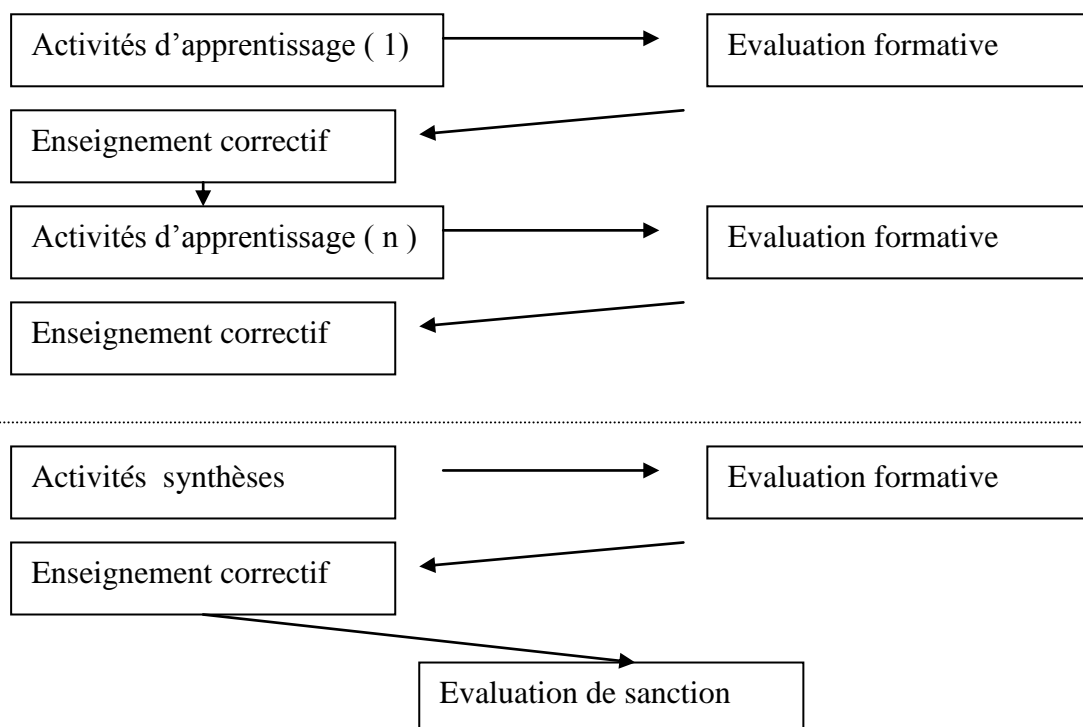 Activités d’apprentissage ( 1)
Evaluation formative
Enseignement correctif
Activités d’apprentissage ( n )
Evaluation formative
Enseignement correctif
Activités synthèses
Evaluation formative
Enseignement correctif
Evaluation de sanction